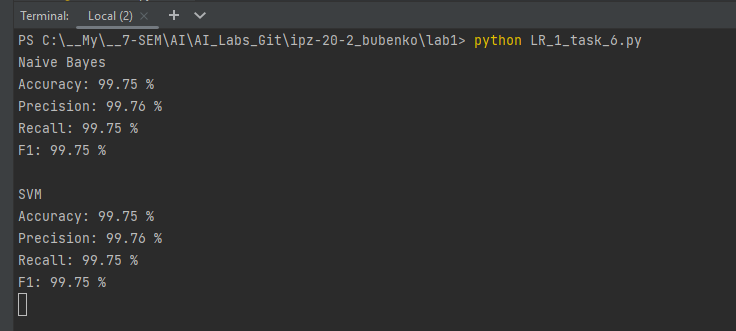 Terminal: Local (2) × +
PS C:\__My\__7-SEM\AI\AI_Labs_Git\ipz-20-2_bubenko\lab1> python LR_1_task_6.py
Naive Bayes
Accuracy: 99.75 %
Precision: 99.76 %
Recall: 99.75 %
F1: 99.75 %
SVM
Accuracy: 99.75 %
Precision: 99.76 %
Recall: 99.75 %
F1: 99.75 %